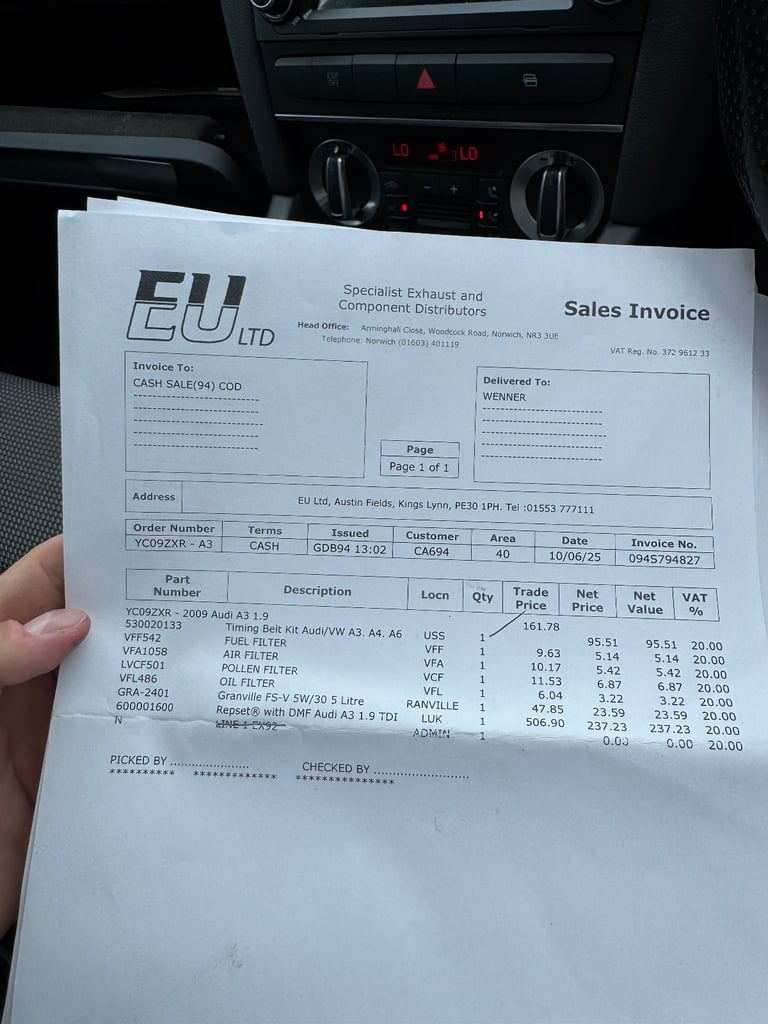 ESP
OFF
LO LO
EU LTD
Specialist Exhaust and
Component Distributors
Sales Invoice
Head Office: Arminghall Close, Woodcock Road, Norwich, NR3 3UE
Telephone: Norwich (01603) 401119
VAT Reg. No. 372 9612 33
Invoice To:
CASH SALE(94) COD
Delivered To:
WENNER
Page
Page 1 of 1
Address EU Ltd, Austin Fields, Kings Lynn, PE30 1PH. Tel :01553 777111
Order Number Terms Issued Customer Area Date Invoice No.
YC09ZXR - A3 CASH GDB94 13:02 CA694 40 10/06/25 094S794827
Part Number Description Locn Qty Trade Price Net Price Net Value VAT %
YC09ZXR - 2009 Audi A3 1.9
530020133 Timing Belt Kit Audi/VW A3. A4. A6 USS 1 161.78 95.51 95.51 20.00
VFF542 FUEL FILTER VFF 1 9.63 5.14 5.14 20.00
VFA1058 AIR FILTER VFA 1 10.17 5.42 5.42 20.00
LVCF501 POLLEN FILTER VCF 1 11.53 6.87 6.87 20.00
VFL486 OIL FILTER VFL 1 6.04 3.22 3.22 20.00
GRA-2401 Granville FS-V 5W/30 5 Litre RANVILLE 1 47.85 23.59 23.59 20.00
600001600 Repset® with DMF Audi A3 1.9 TDI LUK 1 506.90 237.23 237.23 20.00
N LINE 1 EX92 ADMIN 1 0.00 0.00 20.00
PICKED BY ........................ CHECKED BY ...........................
********** ************* ***************